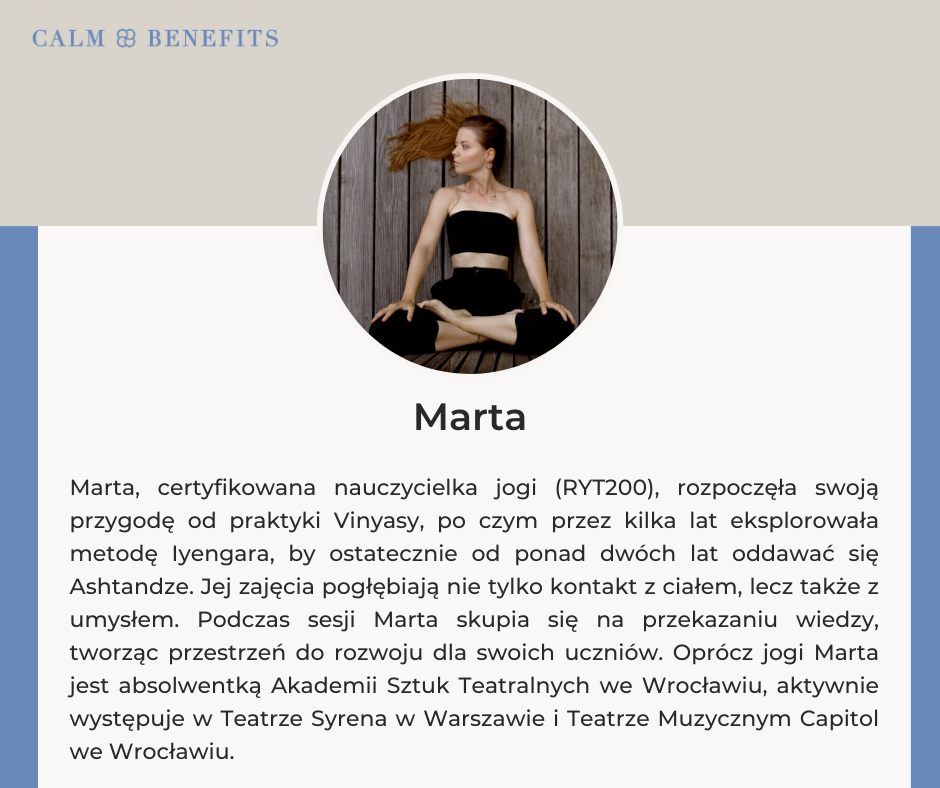 CALM BENEFITS
Marta
Marta, certyfikowana nauczycielka jogi (RYT200), rozpoczęła swoją
przygodę od praktyki Vinyasy, po czym przez kilka lat eksplorowała
metodę Iyengara, by ostatecznie od ponad dwóch lat oddawać się
Ashtandze. Jej zajęcia pogłębiają nie tylko kontakt z ciałem, lecz także z
umysłem. Podczas sesji Marta skupia się na przekazaniu wiedzy,
tworząc przestrzeń do rozwoju dla swoich uczniów. Oprócz jogi Marta
jest absolwentką Akademii Sztuk Teatralnych we Wrocławiu, aktywnie
występuje w Teatrze Syrena w Warszawie i Teatrze Muzycznym Capitol
we Wrocławiu.